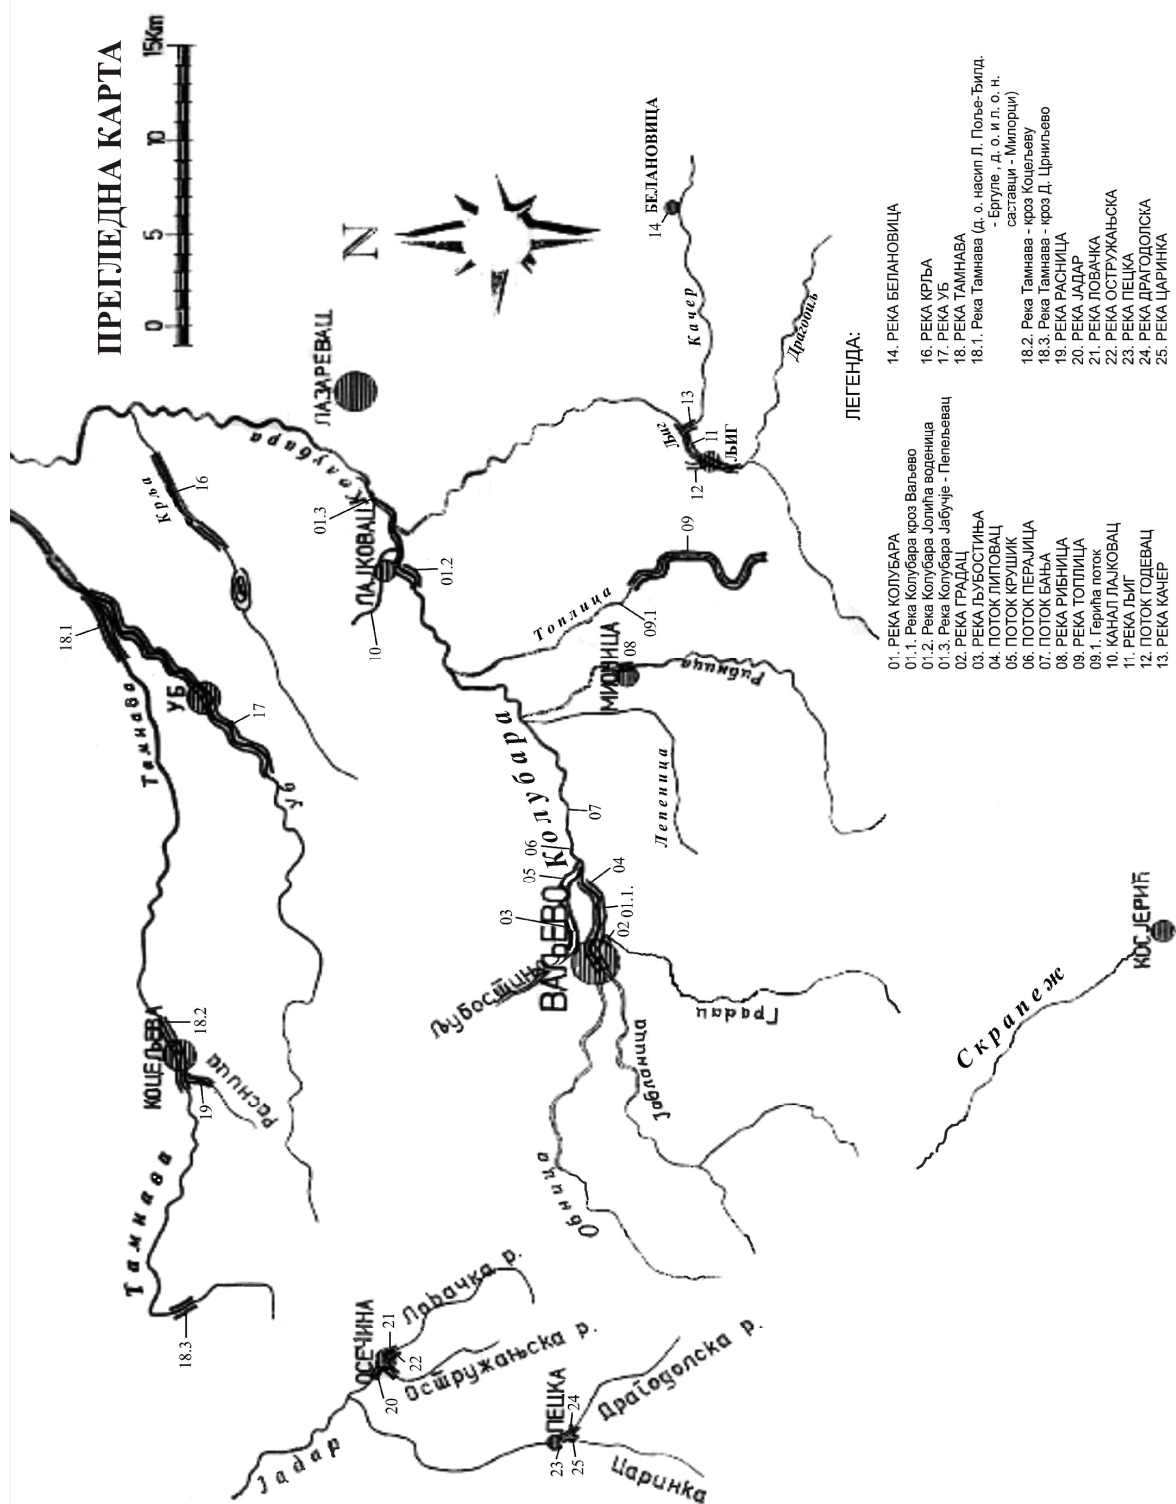 ПРЕГЛЕДНА КАРТА
0 5 10 15Km
N
ЛАЗАРЕВАЦ
БЕЛАНОВИЦА
14
Качер
Драгобиљ
Љиг
13
11
ЉИГ
12
Колубара
01.3
ЛАЈКОВАЦ
01.2
10
Крља
16
09
Топлица
09.1
МИОНИЦА
08
Рибница
Лепеница
18.1
Тамнава
УБ
17
Уб
Колубара
07
06
05
04
03
01.1.
02
ВАЉЕВО
Љубостиња
Градац
Јабланица
Обница
КОСЈЕРИЋ
Скрапеж
КОЦЕЉЕВА
18.2
19
Расница
Тамнава
18.3
ОСЕЧИНА
21
22
20
Ловачка р.
Остружањска р.
Јадар
ПЕЦКА
24
23
25
Драгодолска р.
Царинка
ЛЕГЕНДА:
01. РЕКА КОЛУБАРА
01.1. Река Колубара кроз Ваљево
01.2. Река Колубара Јолића воденица
01.3. Река Колубара Јабучје - Пепељевац
02. РЕКА ГРАДАЦ
03. РЕКА ЉУБОСТИЊА
04. ПОТОК ЛИПОВАЦ
05. ПОТОК КРУШИК
06. ПОТОК ПЕРАЈИЦА
07. ПОТОК БАЊА
08. РЕКА РИБНИЦА
09. РЕКА ТОПЛИЦА
09.1. Герића поток
10. КАНАЛ ЛАЈКОВАЦ
11. РЕКА ЉИГ
12. ПОТОК ГОДЕВАЦ
13. РЕКА КАЧЕР
14. РЕКА БЕЛАНОВИЦА
16. РЕКА КРЉА
17. РЕКА УБ
18. РЕКА ТАМНАВА
18.1. Река Тамнава (д. о. насип Л. Поље-Ђилд.
- Ергуле , д. о. и л. о. н.
саставци - Милорци)
18.2. Река Тамнава - кроз Коцељеву
18.3. Река Тамнава - кроз Д. Црниљево
19. РЕКА РАСНИЦА
20. РЕКА ЈАДАР
21. РЕКА ЛОВАЧКА
22. РЕКА ОСТРУЖАЊСКА
23. РЕКА ПЕЦКА
24. РЕКА ДРАГОДОЛСКА
25. РЕКА ЦАРИНКА